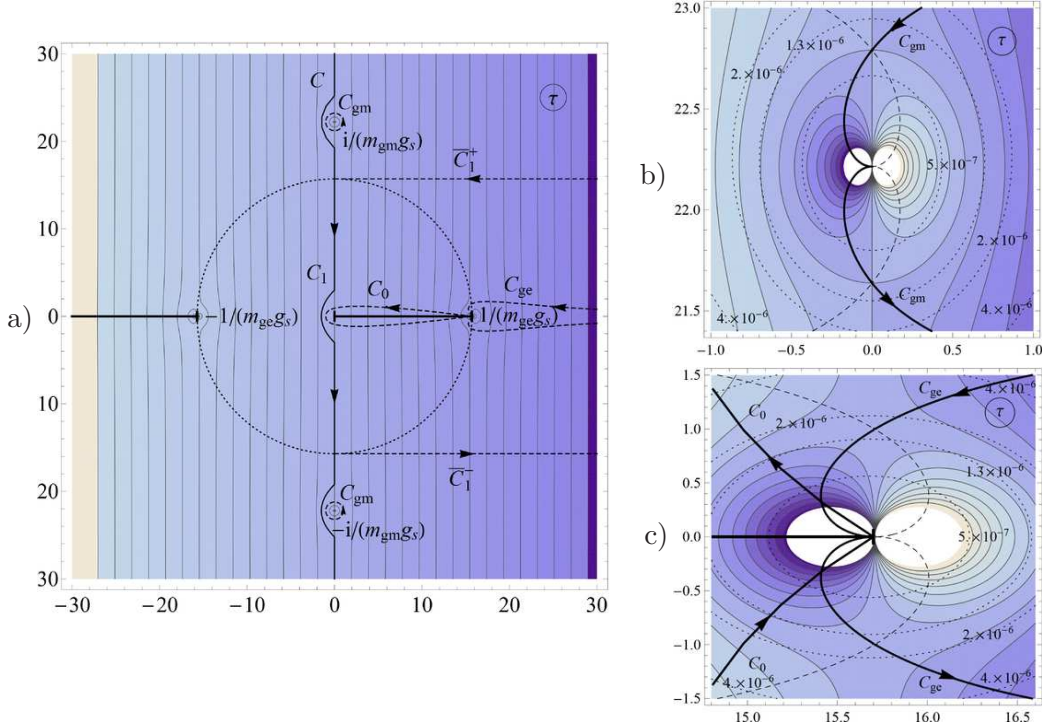 a)
30
20
10
0
10
20
30
−30
−20
−10
0
10
20
30
C
C_gm
i/(m_gm g_s)
τ
C̅_1^+
C_1
C_0
C_ge
−1/(m_ge g_s)
1/(m_ge g_s)
C̅_1^−
C_gm
−i/(m_gm g_s)
b)
23.0
22.5
22.0
21.5
−1.0
−0.5
0.0
0.5
1.0
1.3×10^−6
C_gm
τ
2.×10^−6
5.×10^−7
2.×10^−6
C_gm
4.×10^−6
4.×10^−6
c)
1.5
1.0
0.5
0.0
−0.5
−1.0
−1.5
15.0
15.5
16.0
16.5
C_0
C_ge
4.×10^−6
τ
2.×10^−6
1.3×10^−6
5.×10^−7
2.×10^−6
C_0
C_ge
4.×10^−6
4.×10^−6